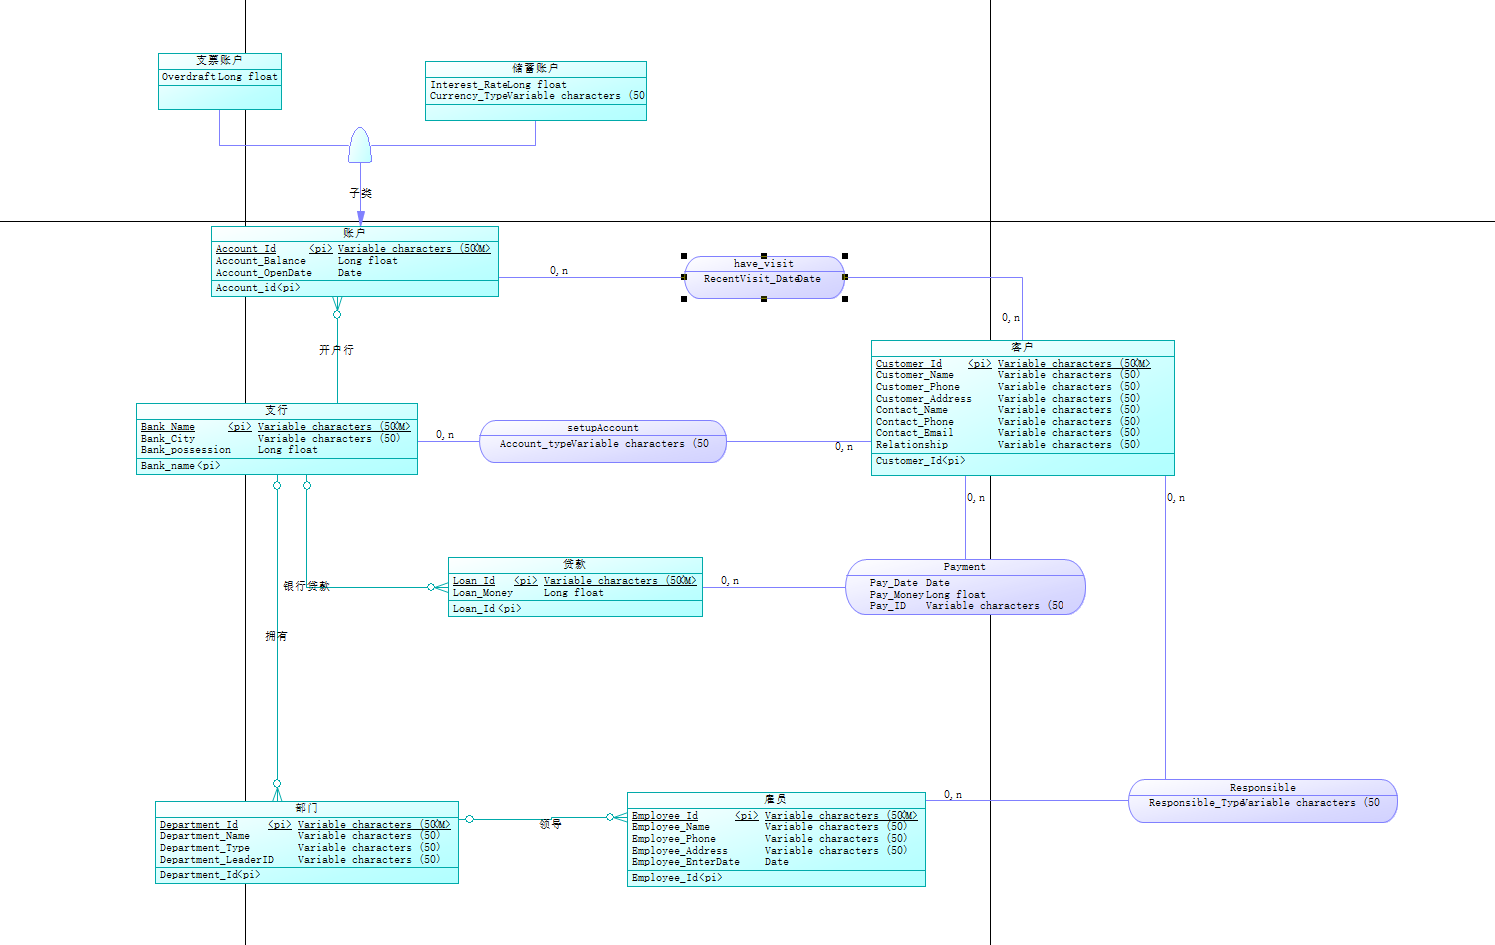 支票账户
Overdraft Long float
储蓄账户
Interest_Rate Long float
Currency_Type Variable characters (50
子类
账户
Account_Id <pi> Variable characters (50) <M>
Account_Balance Long float
Account_OpenDate Date
Account_id <pi>
0,n
have_visit
RecentVisit_Date Date
0,n
开户行
客户
Customer_Id <pi> Variable characters (50) <M>
Customer_Name Variable characters (50)
Customer_Phone Variable characters (50)
Customer_Address Variable characters (50)
Contact_Name Variable characters (50)
Contact_Phone Variable characters (50)
Contact_Email Variable characters (50)
Relationship Variable characters (50)
Customer_Id <pi>
支行
Bank_Name <pi> Variable characters (50) <M>
Bank_City Variable characters (50)
Bank_possession Long float
Bank_name <pi>
0,n
setupAccount
Account_type Variable characters (50
0,n
0,n
0,n
银行贷款
贷款
Loan_Id <pi> Variable characters (50) <M>
Loan_Money Long float
Loan_Id <pi>
0,n
Payment
Pay_Date Date
Pay_Money Long float
Pay_ID Variable characters (50
拥有
部门
Department_Id <pi> Variable characters (50) <M>
Department_Name Variable characters (50)
Department_Type Variable characters (50)
Department_LeaderID Variable characters (50)
Department_Id <pi>
领导
雇员
Employee_Id <pi> Variable characters (50) <M>
Employee_Name Variable characters (50)
Employee_Phone Variable characters (50)
Employee_Address Variable characters (50)
Employee_EnterDate Date
Employee_Id <pi>
0,n
Responsible
Responsible_Type Variable characters (50